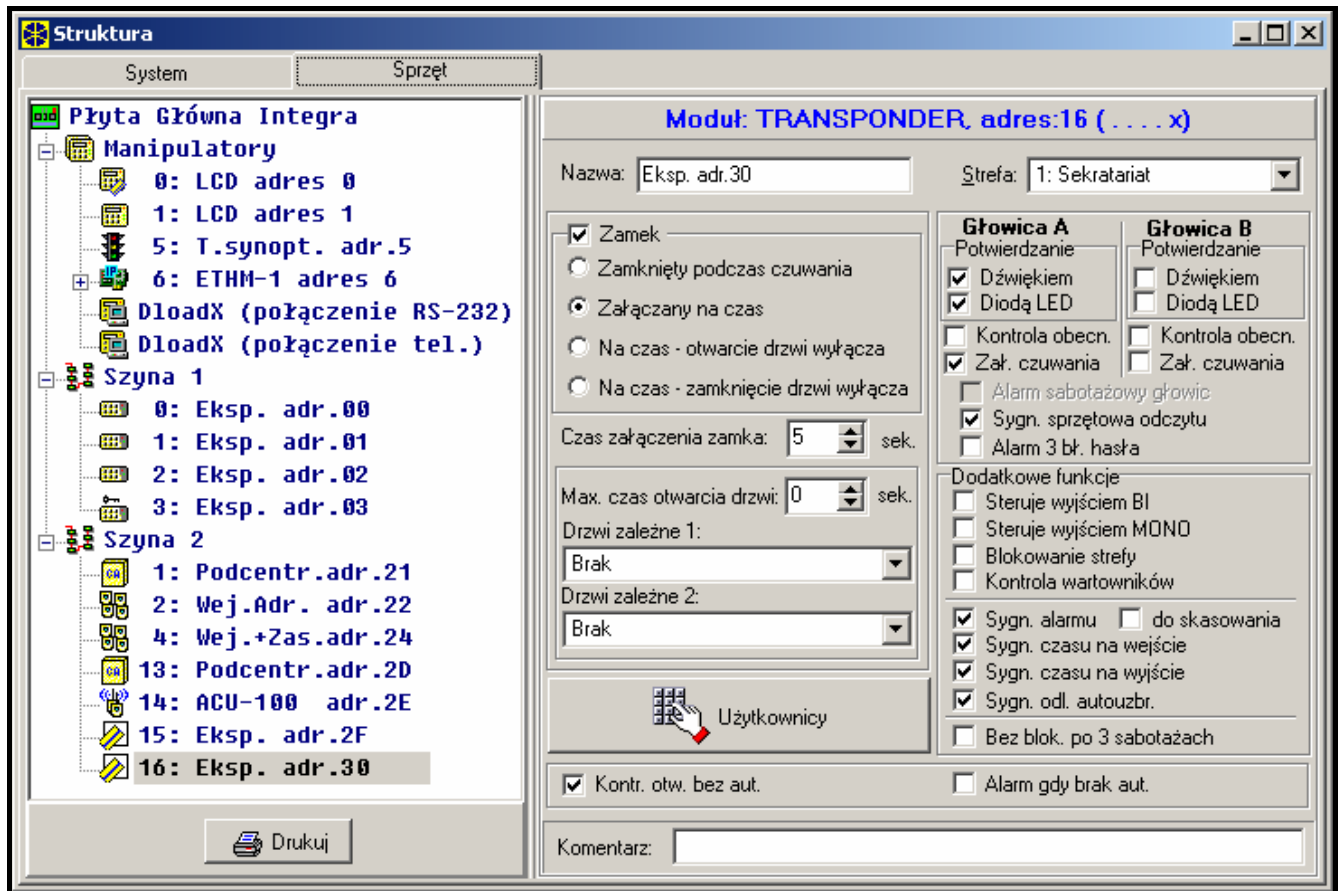 Struktura
System
Sprzęt
Płyta Główna Integra
Manipulatory
0: LCD adres 0
1: LCD adres 1
5: T.synopt. adr.5
6: ETHM-1 adres 6
DloadX (połączenie RS-232)
DloadX (połączenie tel.)
Szyna 1
0: Eksp. adr.00
1: Eksp. adr.01
2: Eksp. adr.02
3: Eksp. adr.03
Szyna 2
1: Podcentr.adr.21
2: Wej.Adr. adr.22
4: Wej.+Zas.adr.24
13: Podcentr.adr.2D
14: ACU-100 adr.2E
15: Eksp. adr.2F
16: Eksp. adr.30
Drukuj
Moduł: TRANSPONDER, adres:16 ( . . . . x)
Nazwa: Eksp. adr.30
Strefa: 1: Sekratariat
Zamek
Zamknięty podczas czuwania
Załączany na czas
Na czas - otwarcie drzwi wyłącza
Na czas - zamknięcie drzwi wyłącza
Czas załączenia zamka: 5 sek.
Max. czas otwarcia drzwi: 0 sek.
Drzwi zależne 1:
Brak
Drzwi zależne 2:
Brak
Użytkownicy
Głowica A
Potwierdzanie
Dźwiękiem
Diodą LED
Kontrola obecn.
Zał. czuwania
Głowica B
Potwierdzanie
Dźwiękiem
Diodą LED
Kontrola obecn.
Zał. czuwania
Alarm sabotażowy głowic
Sygn. sprzętowa odczytu
Alarm 3 bł. hasła
Dodatkowe funkcje
Steruje wyjściem BI
Steruje wyjściem MONO
Blokowanie strefy
Kontrola wartowników
Sygn. alarmu do skasowania
Sygn. czasu na wejście
Sygn. czasu na wyjście
Sygn. odl. autouzbr.
Bez blok. po 3 sabotażach
Kontr. otw. bez aut.
Alarm gdy brak aut.
Komentarz: